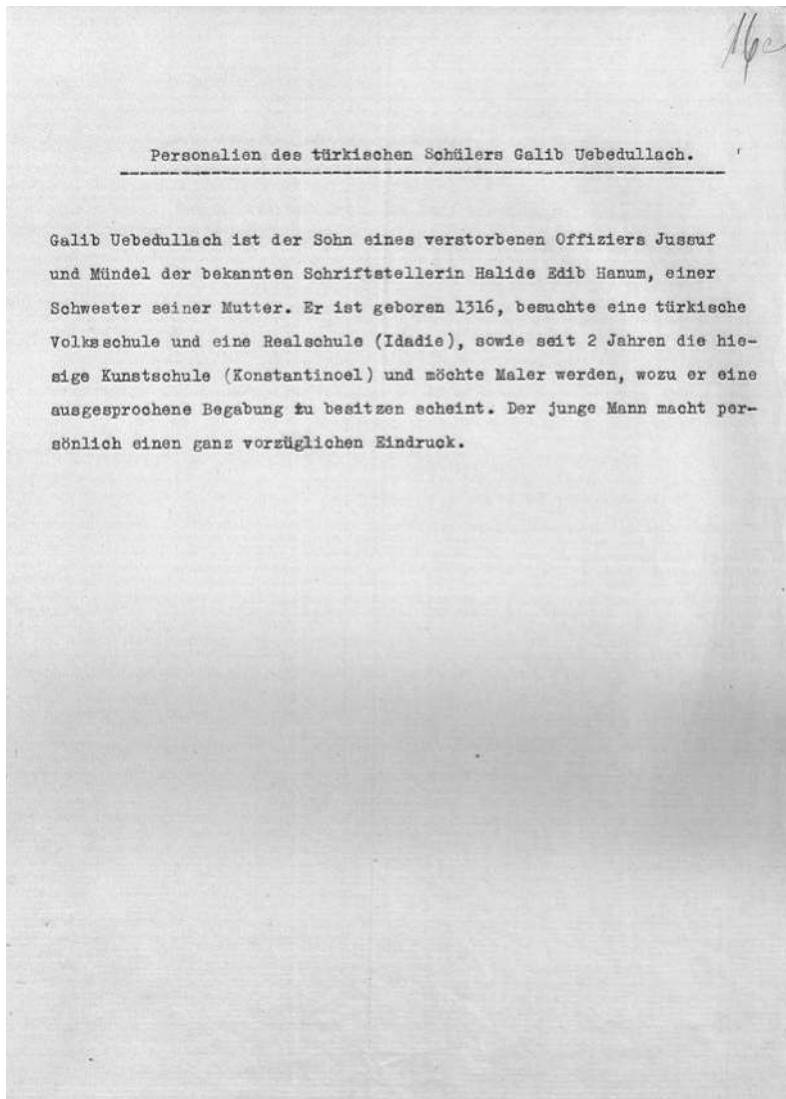 16c
Personalien des türkischen Schülers Galib Uebedullach.
Galib Uebedullach ist der Sohn eines verstorbenen Offiziers Jussuf
und Mündel der bekannten Schriftstellerin Halide Edib Hanum, einer
Schwester seiner Mutter. Er ist geboren 1316, besuchte eine türkische
Volksschule und eine Realschule (Idadie), sowie seit 2 Jahren die hie-
sige Kunstschule (Konstantinoel) und möchte Maler werden, wozu er eine
ausgesprochene Begabung zu besitzen scheint. Der junge Mann macht per-
sönlich einen ganz vorzüglichen Eindruck.